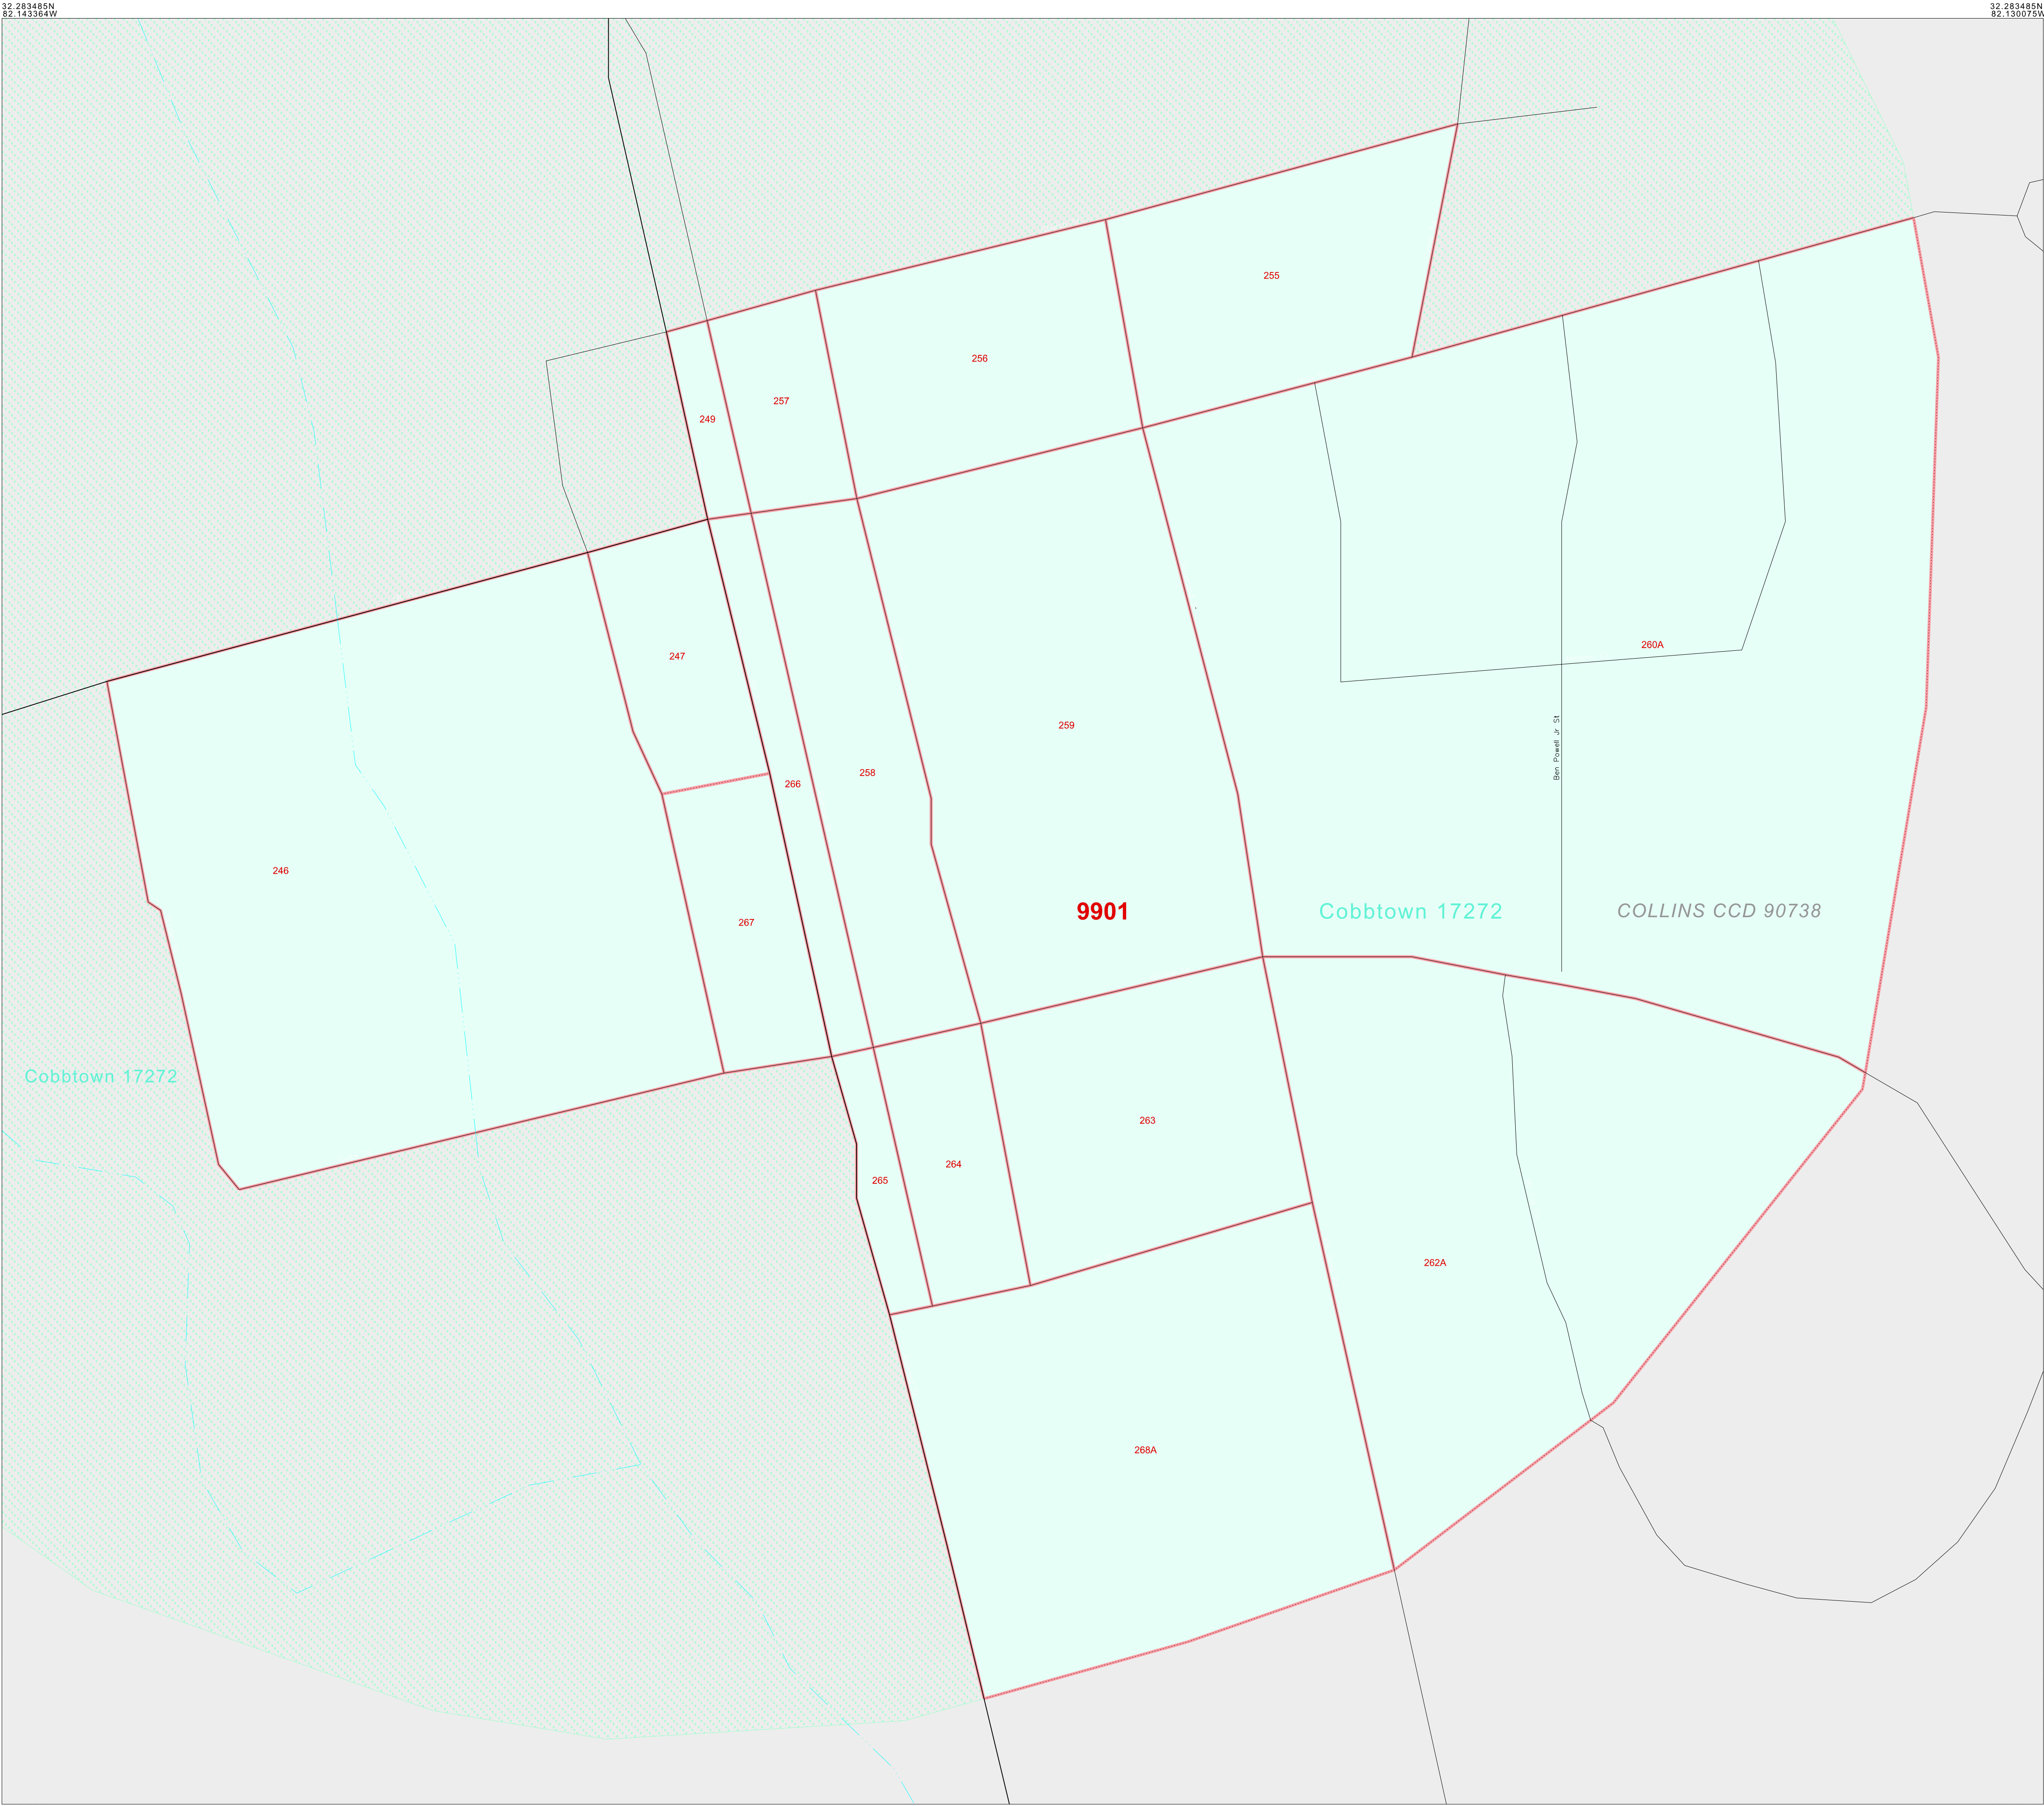 32.283485N
82.143364W
32.283485N
82.130075W
255
256
257
249
260A
247
Ben Powell Jr St
259
258
266
246
9901
Cobbtown 17272
COLLINS CCD 90738
267
Cobbtown 17272
263
264
265
262A
268A